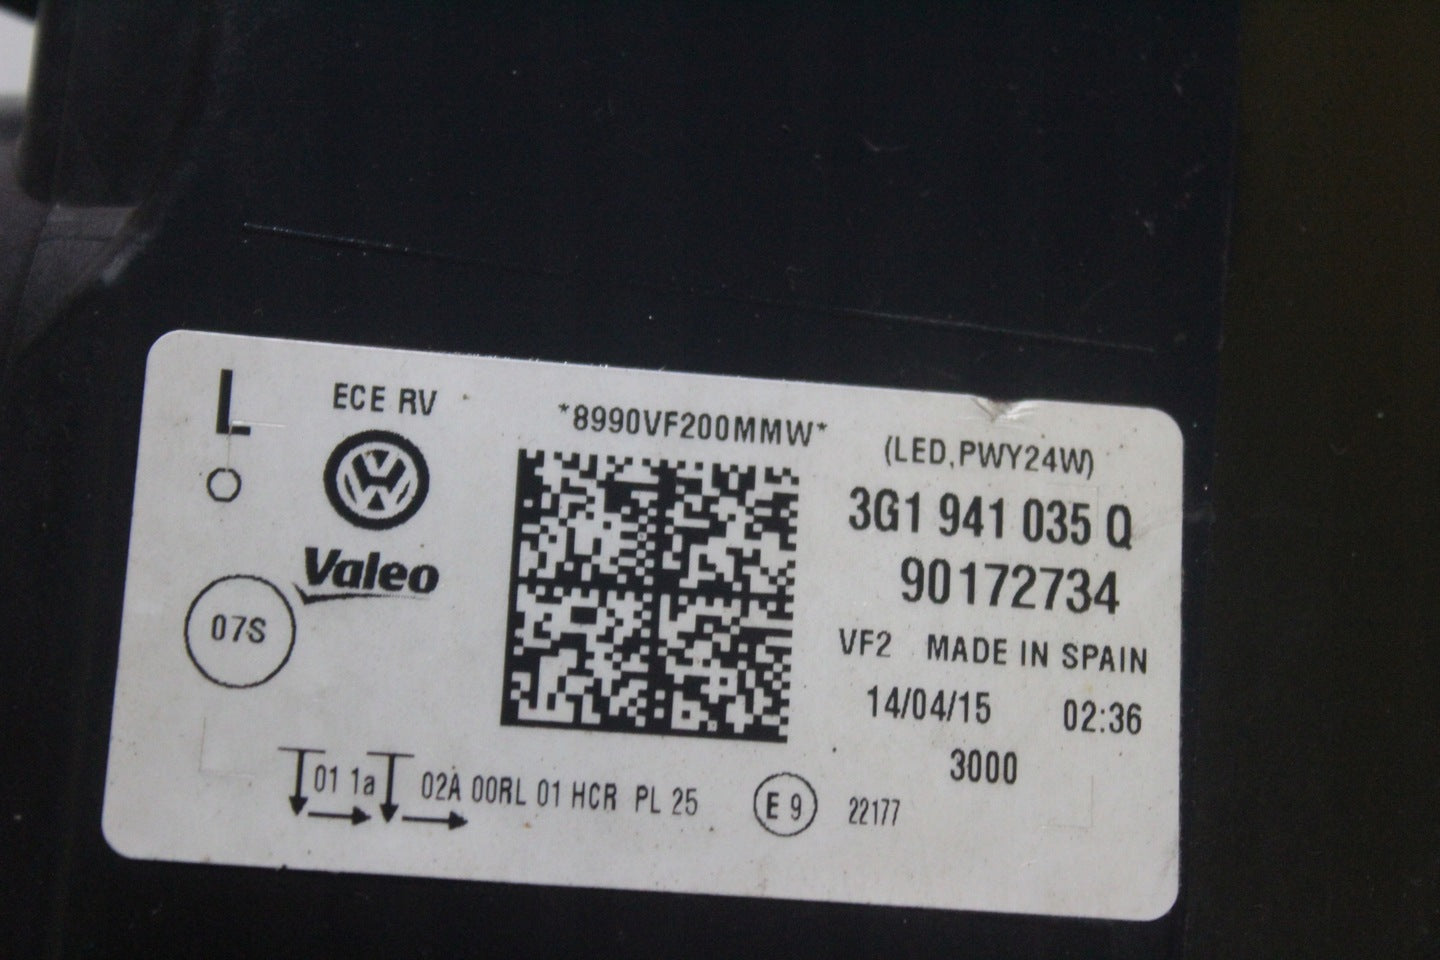 L
ECE RV
Valeo
07S
*8990VF200MMW*
(LED,PWY24W)
3G1 941 035 Q
90172734
VF2 MADE IN SPAIN
14/04/15 02:36
3000
01 1a 02A 00RL 01 HCR PL 25 E 9 22177